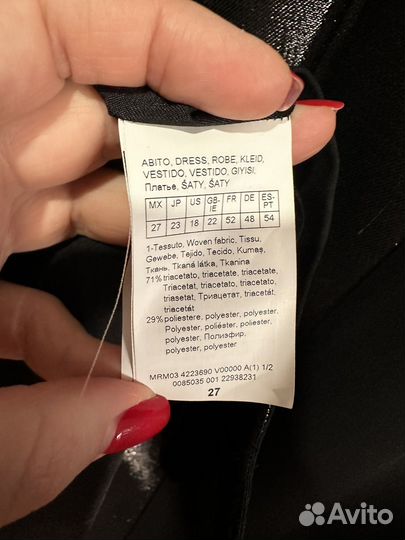 ABITO, DRESS, ROBE, KLEID,
VESTIDO, VESTIDO, GIYISI,
Платье, ŠATY, ŠATY
MX JP US GB-IE FR DE ES-PT
27 23 18 22 52 48 54
1-Tessuto, Woven fabric, Tissu,
Gewebe, Tejido, Tecido, Kumaş,
Ткань, Tkaná látka, Tkanina
71% triacetato, triacetate, triacetate,
Triacetat, triacetato, triacetato,
triasetat, Триацетат, triacetát,
triacetát
29% poliestere, polyester, polyester,
Polyester, poliéster, poliester,
polyester, Полиэфир,
polyester, polyester
MRM03 4223690 V00000 A(1) 1/2
0085035 001 22938231
27
Avito